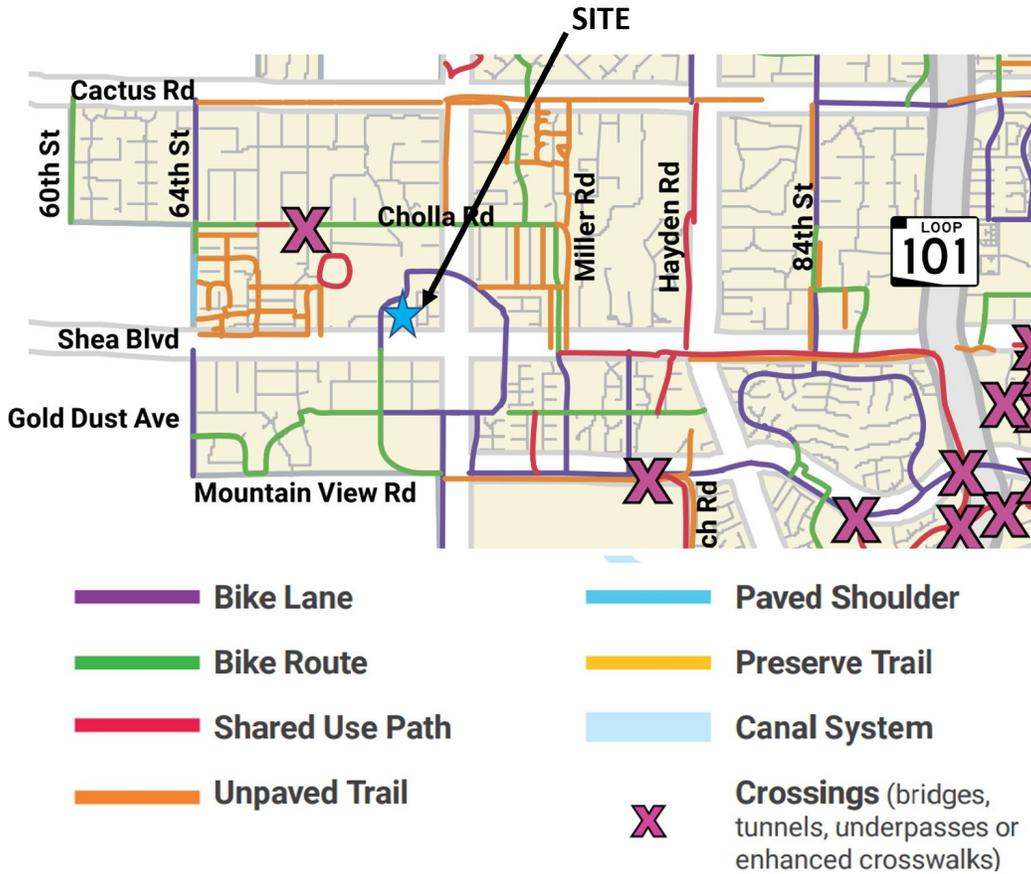 SITE
Cactus Rd
60th St
64th St
Cholla Rd
Miller Rd
Hayden Rd
84th St
LOOP
101
Shea Blvd
Gold Dust Ave
Mountain View Rd
ch Rd
Bike Lane
Bike Route
Shared Use Path
Unpaved Trail
Paved Shoulder
Preserve Trail
Canal System
X Crossings (bridges,
tunnels, underpasses or
enhanced crosswalks)